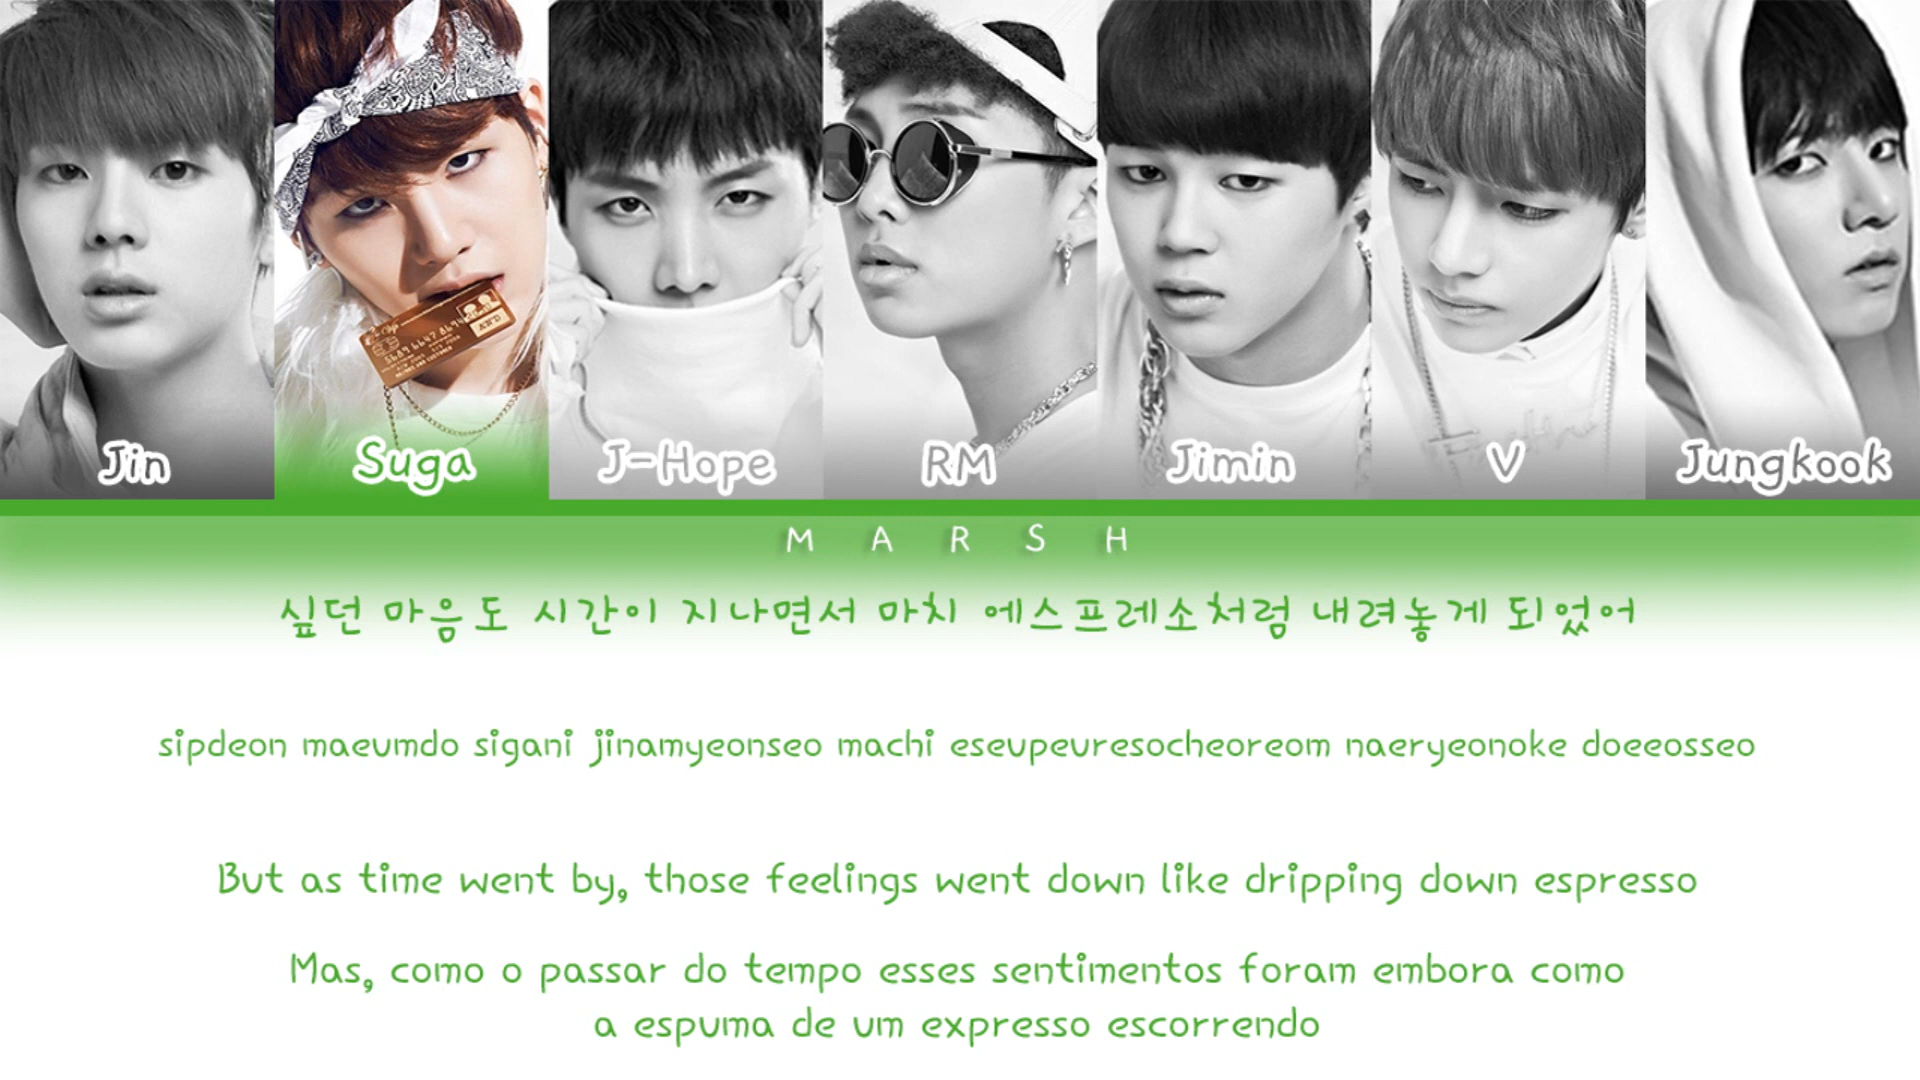 Jin
Suga
J-Hope
RM
Jimin
V
Jungkook
MARSH
싶던 마음도 시간이 지나면서 마치 에스프레소처럼 내려놓게 되었어
sipdeon maeumdo sigani jinamyeonseo machi eseupeuresocheoreom naeryeonoke doeeosseo
But as time went by, those feelings went down like dripping down espresso
Mas, como o passar do tempo esses sentimentos foram embora como
a espuma de um expresso escorrendo